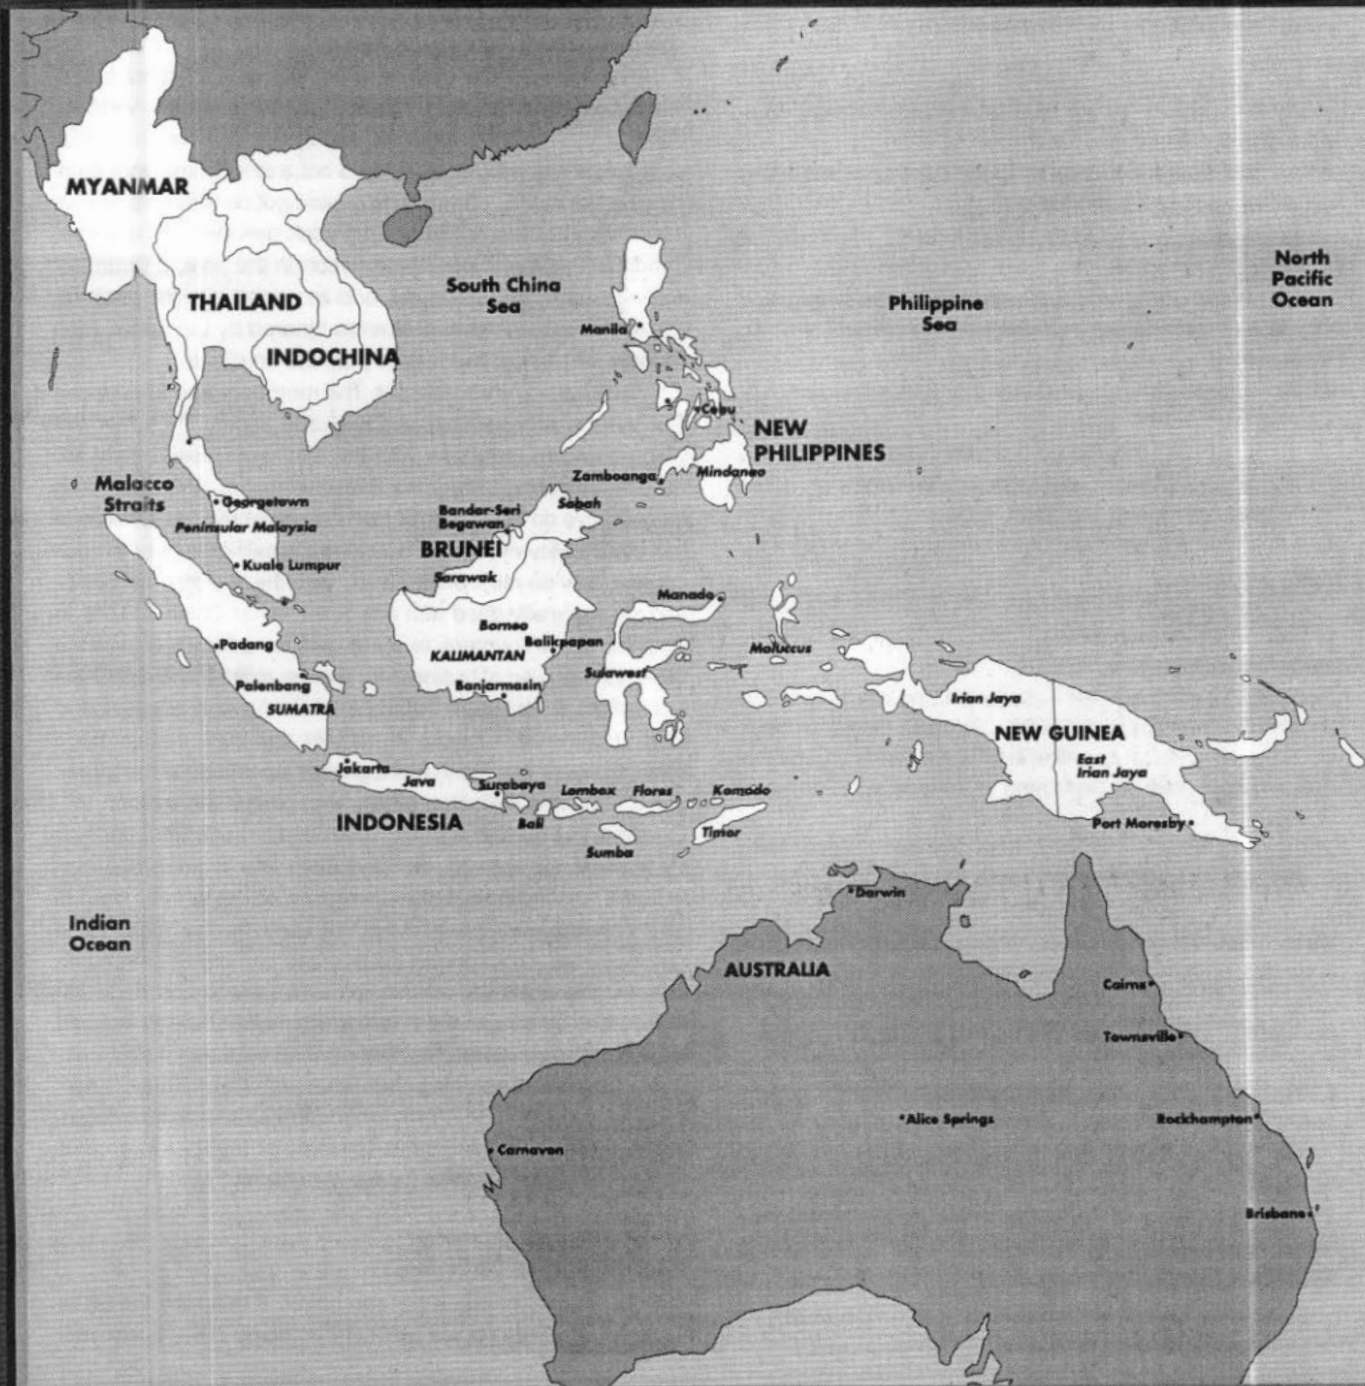 MYANMAR
THAILAND
INDOCHINA
South China
Sea
Philippine
Sea
North
Pacific
Ocean
Manila
Cebu
NEW
PHILIPPINES
Zamboanga
Mindanao
Malacco
Straits
Georgetown
Peninsular Malaysia
Kuale Lumpur
Bandar-Seri
Begawan
Sabah
BRUNEI
Sarawak
Manado
Borneo
Balikpapan
KALIMANTAN
Banjarmasin
Moluccus
Sulawest
Padang
Palenbang
SUMATRA
Irian Jaya
NEW GUINEA
East
Irian Jaya
Port Moresby
Jakarta
Java
Surabaya
Lombox
Flores
Komodo
INDONESIA
Bali
Timor
Sumba
Indian
Ocean
Darwin
AUSTRALIA
Cairns
Townsville
Alice Springs
Rockhampton
Carnavon
Brisbane